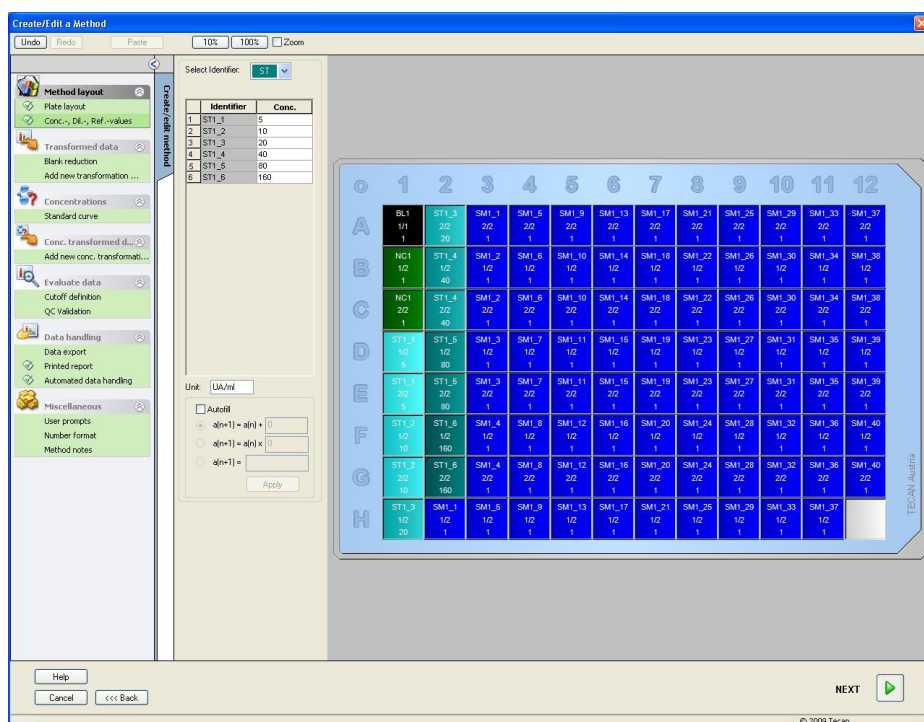 Create/Edit a Method
Undo Redo Paste 10% 100% Zoom
Method layout
Plate layout
Conc.-, Dil.-, Ref.-values
Transformed data
Blank reduction
Add new transformation ...
Concentrations
Standard curve
Conc. transformed d...
Add new conc. transformati...
Evaluate data
Cutoff definition
QC Validation
Data handling
Data export
Printed report
Automated data handling
Miscellaneous
User prompts
Number format
Method notes
Create/edit method
Select Identifier: ST
Identifier Conc.
1 ST1_1 5
2 ST1_2 10
3 ST1_3 20
4 ST1_4 40
5 ST1_5 80
6 ST1_6 160
Unit: UA/ml
Autofill
a(n+1) = a(n) + 0
a(n+1) = a(n) x 0
a(n+1) =
Apply
1 2 3 4 5 6 7 8 9 10 11 12
A BL1 ST1_3 SM1_1 SM1_5 SM1_9 SM1_13 SM1_17 SM1_21 SM1_25 SM1_29 SM1_33 SM1_37
1/1 2/2 2/2 2/2 2/2 2/2 2/2 2/2 2/2 2/2 2/2 2/2
1 20 1 1 1 1 1 1 1 1 1 1
B NC1 ST1_4 SM1_2 SM1_6 SM1_10 SM1_14 SM1_18 SM1_22 SM1_26 SM1_30 SM1_34 SM1_38
1/2 1/2 1/2 1/2 1/2 1/2 1/2 1/2 1/2 1/2 1/2 1/2
1 40 1 1 1 1 1 1 1 1 1 1
C NC1 ST1_4 SM1_2 SM1_6 SM1_10 SM1_14 SM1_18 SM1_22 SM1_26 SM1_30 SM1_34 SM1_38
2/2 2/2 2/2 2/2 2/2 2/2 2/2 2/2 2/2 2/2 2/2 2/2
1 40 1 1 1 1 1 1 1 1 1 1
D ST1_1 ST1_5 SM1_3 SM1_7 SM1_11 SM1_15 SM1_19 SM1_23 SM1_27 SM1_31 SM1_35 SM1_39
1/2 1/2 1/2 1/2 1/2 1/2 1/2 1/2 1/2 1/2 1/2 1/2
5 80 1 1 1 1 1 1 1 1 1 1
E ST1_1 ST1_5 SM1_3 SM1_7 SM1_11 SM1_15 SM1_19 SM1_23 SM1_27 SM1_31 SM1_35 SM1_39
2/2 2/2 2/2 2/2 2/2 2/2 2/2 2/2 2/2 2/2 2/2 2/2
5 80 1 1 1 1 1 1 1 1 1 1
F ST1_2 ST1_6 SM1_4 SM1_8 SM1_12 SM1_16 SM1_20 SM1_24 SM1_28 SM1_32 SM1_36 SM1_40
1/2 1/2 1/2 1/2 1/2 1/2 1/2 1/2 1/2 1/2 1/2 1/2
10 160 1 1 1 1 1 1 1 1 1 1
G ST1_2 ST1_6 SM1_4 SM1_8 SM1_12 SM1_16 SM1_20 SM1_24 SM1_28 SM1_32 SM1_36 SM1_40
2/2 2/2 2/2 2/2 2/2 2/2 2/2 2/2 2/2 2/2 2/2 2/2
10 160 1 1 1 1 1 1 1 1 1 1
H ST1_3 SM1_1 SM1_5 SM1_9 SM1_13 SM1_17 SM1_21 SM1_25 SM1_29 SM1_33 SM1_37
1/2 1/2 1/2 1/2 1/2 1/2 1/2 1/2 1/2 1/2 1/2
20 1 1 1 1 1 1 1 1 1 1
TECAN Austria
Help
Cancel <<< Back
NEXT
© 2009 Tecan